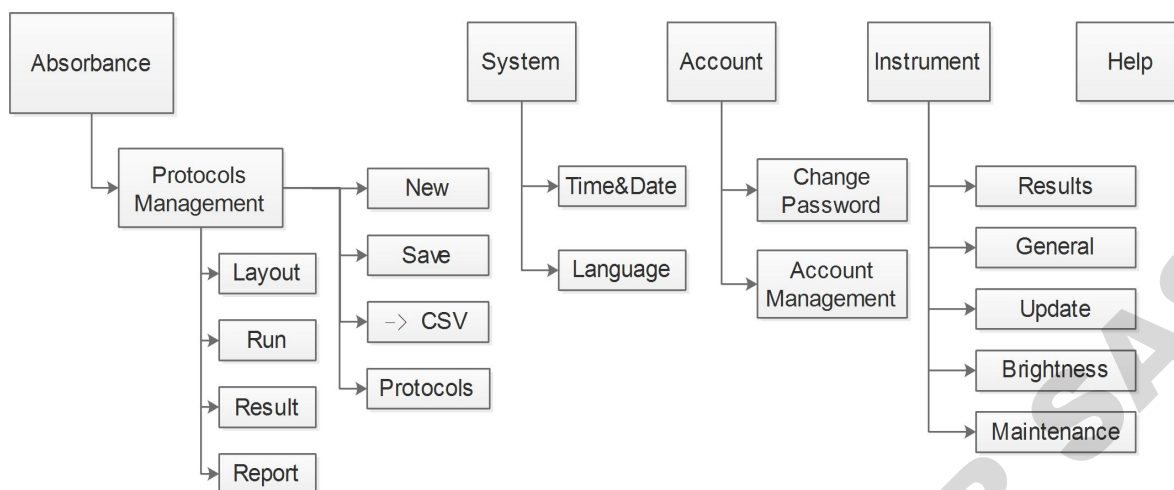 Absorbance
System
Account
Instrument
Help
Protocols
Management
New
Save
-> CSV
Protocols
Layout
Run
Result
Report
Time&Date
Language
Change
Password
Account
Management
Results
General
Update
Brightness
Maintenance